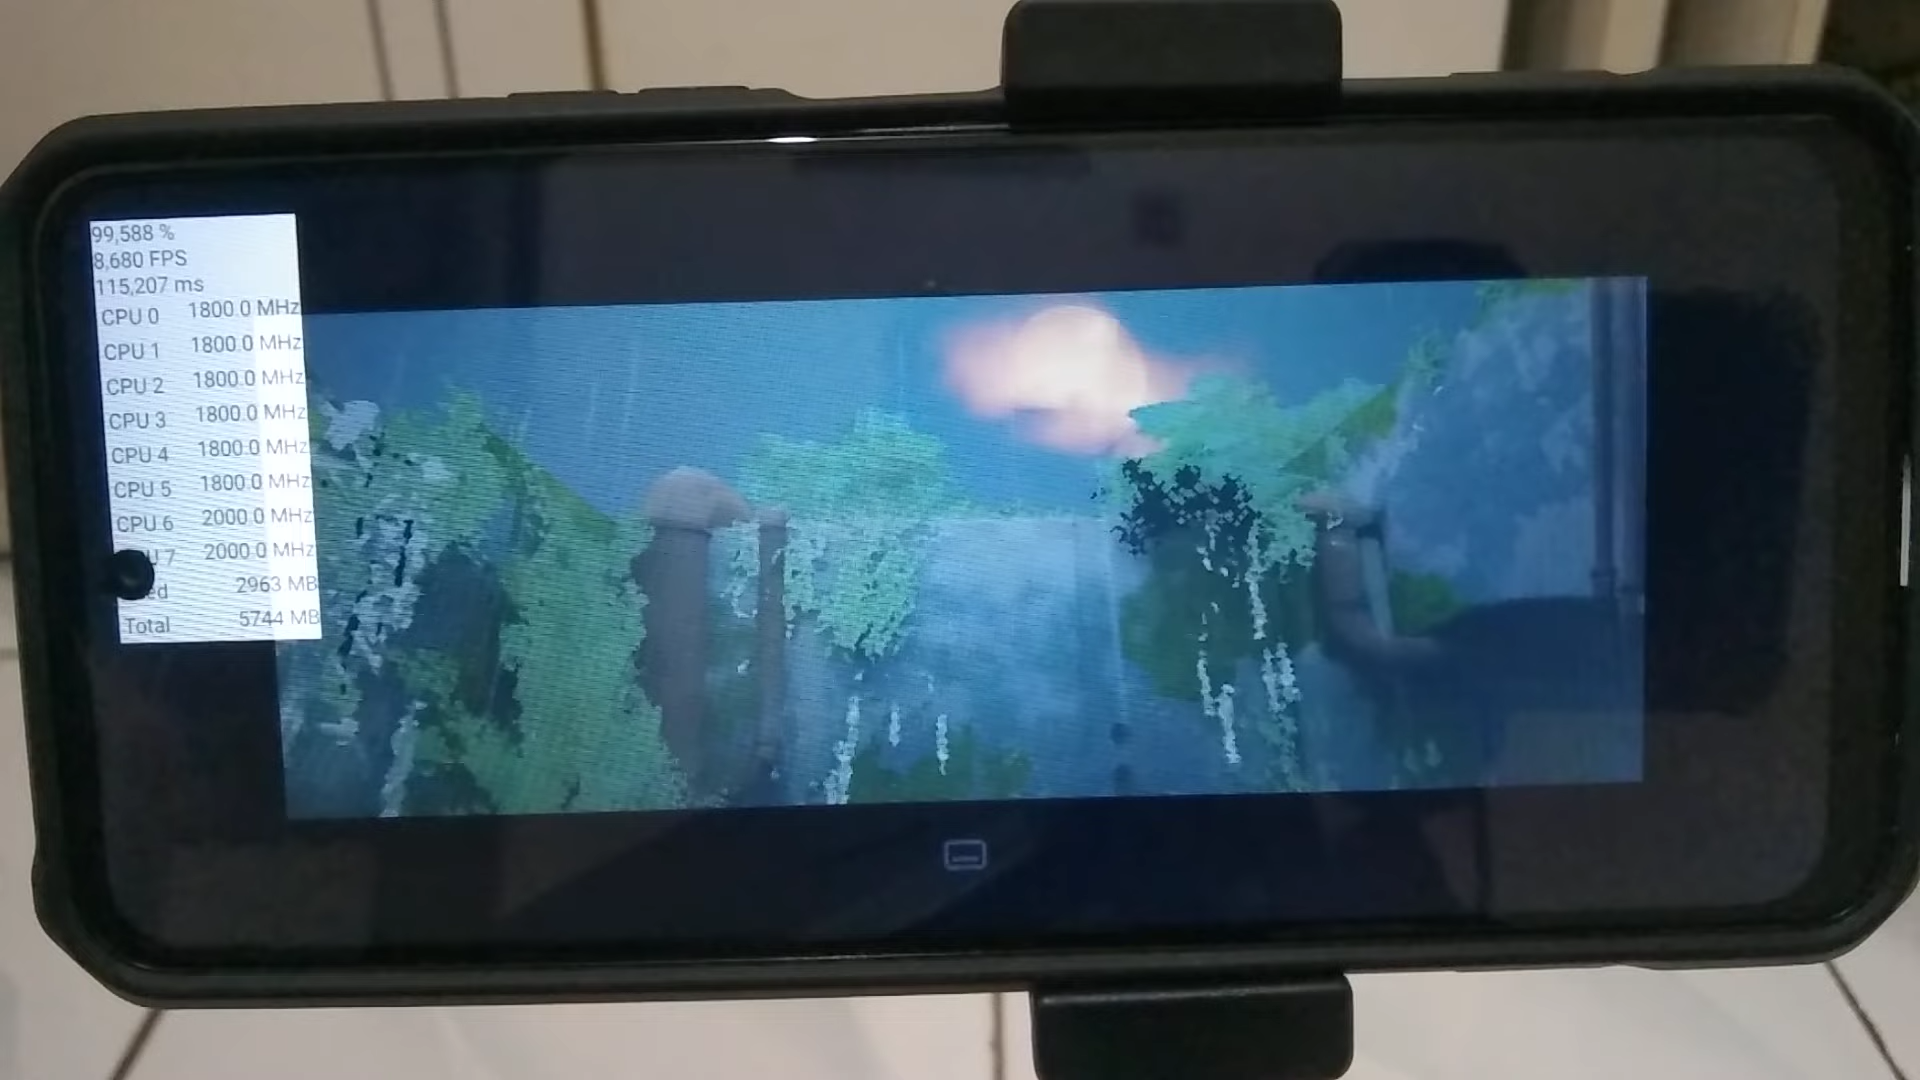 99,588 %
8,680 FPS
115,207 ms
CPU 0 1800.0 MHz
CPU 1 1800.0 MHz
CPU 2 1800.0 MHz
CPU 3 1800.0 MHz
CPU 4 1800.0 MHz
CPU 5 1800.0 MHz
CPU 6 2000.0 MHz
7 2000.0 MHz
2963 MB
Total 5744 MB